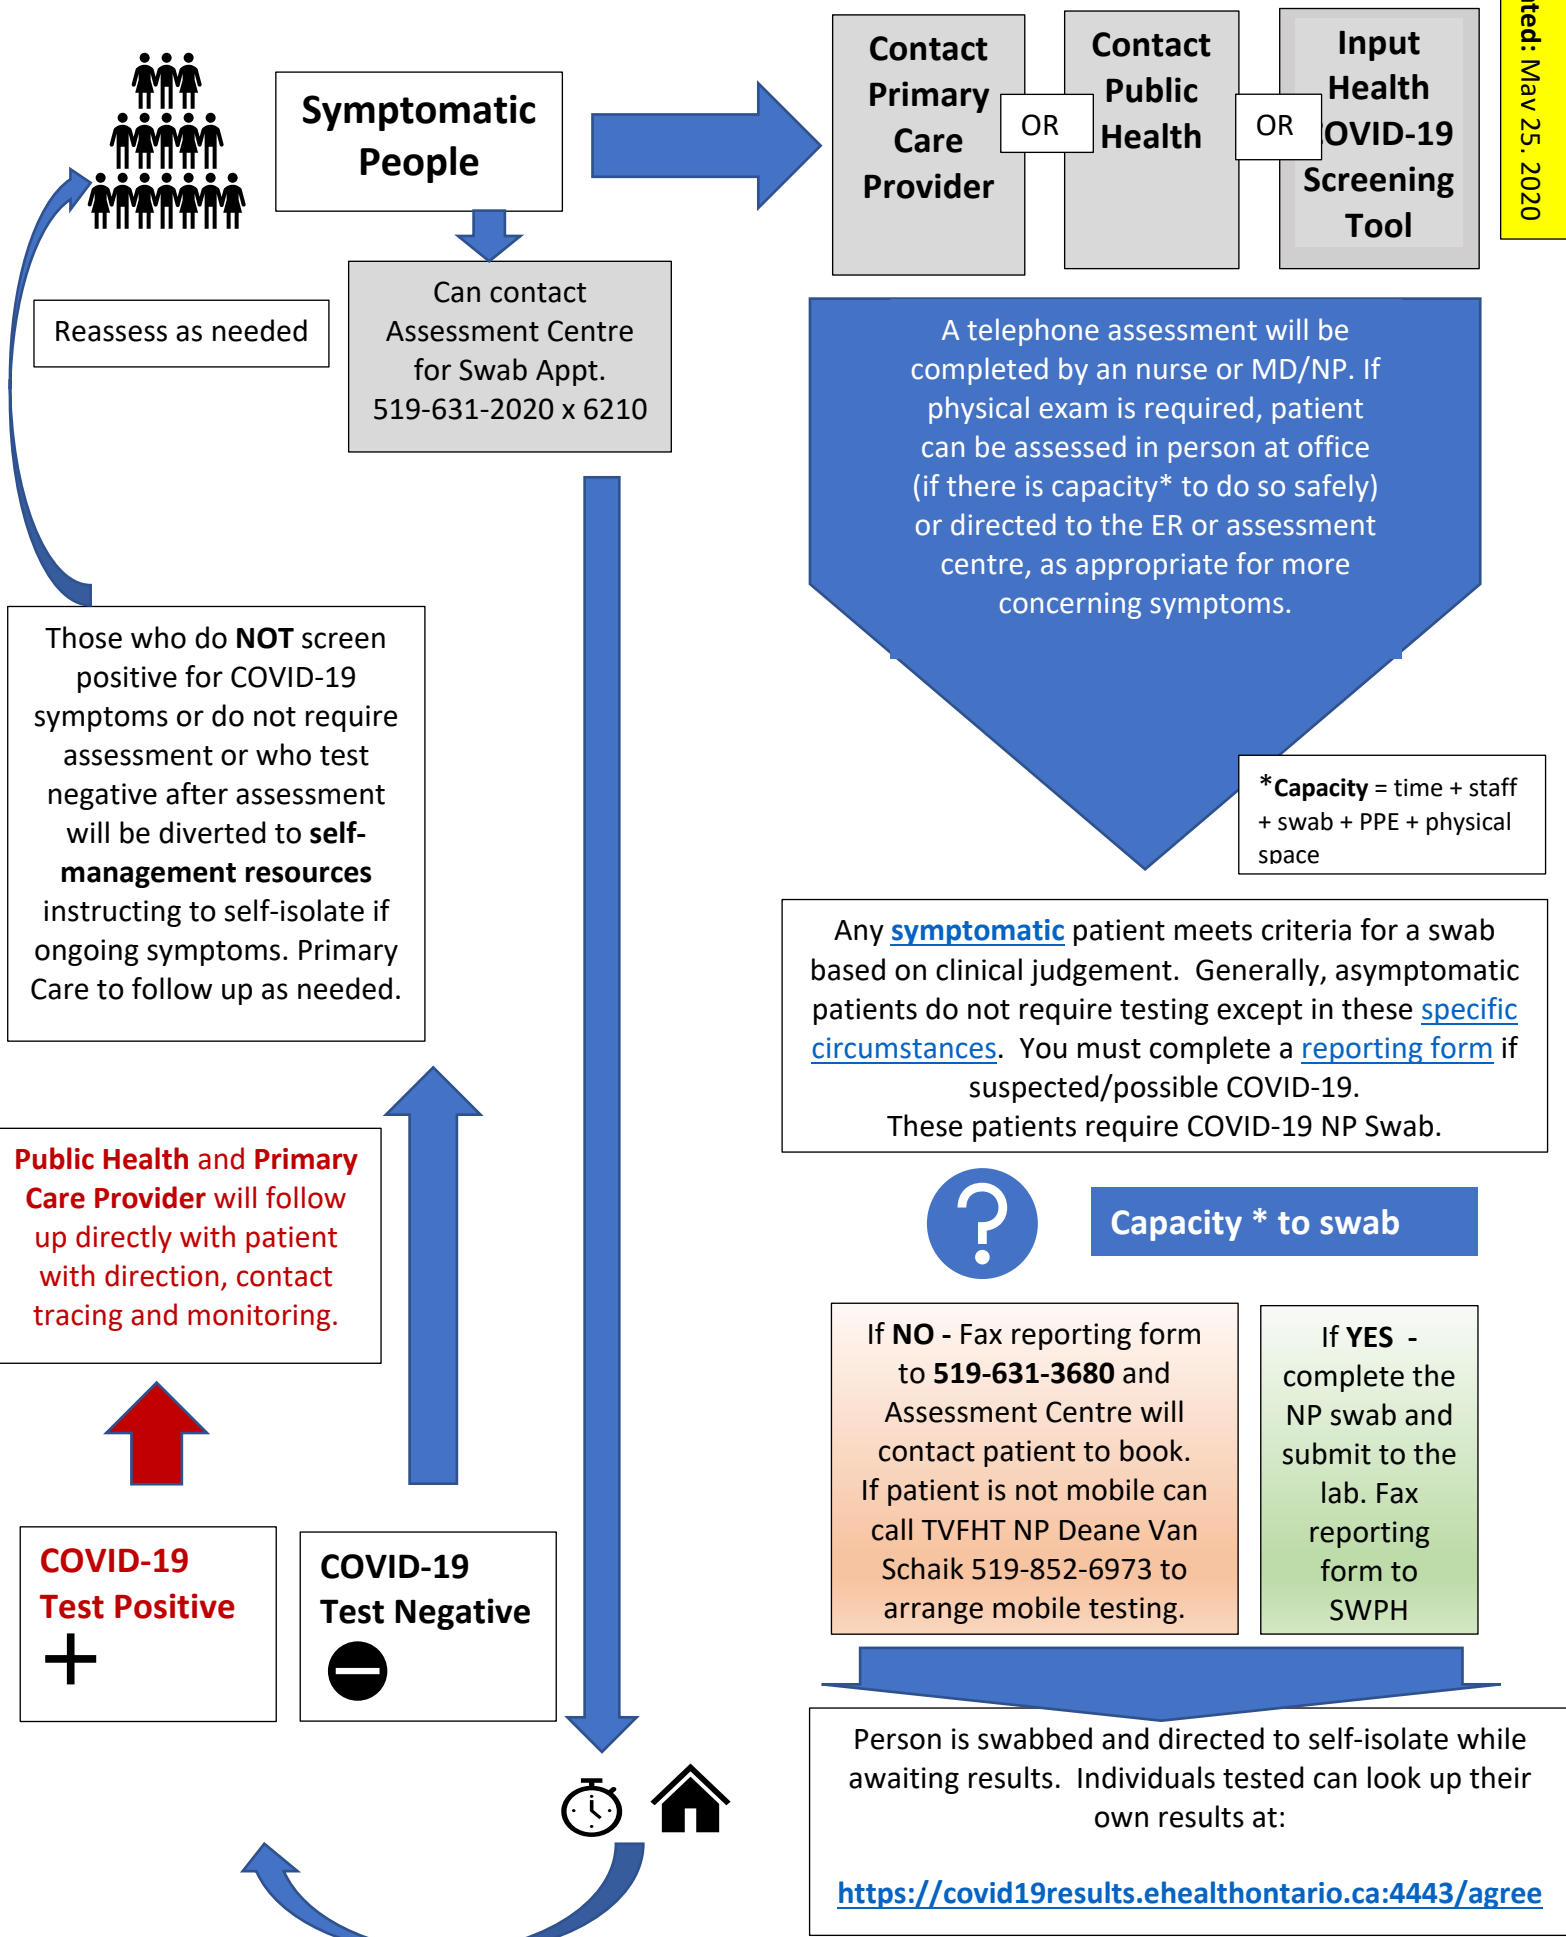 Symptomatic
People
Contact
Primary
Care
Provider
OR
Contact
Public
Health
OR
Input
Health
OVID-19
Screening
Tool
ted: May 25. 2020
Reassess as needed
Can contact
Assessment Centre
for Swab Appt.
519-631-2020 x 6210
A telephone assessment will be
completed by an nurse or MD/NP. If
physical exam is required, patient
can be assessed in person at office
(if there is capacity* to do so safely)
or directed to the ER or assessment
centre, as appropriate for more
concerning symptoms.
*Capacity = time + staff
+ swab + PPE + physical
space
Those who do NOT screen
positive for COVID-19
symptoms or do not require
assessment or who test
negative after assessment
will be diverted to self-
management resources
instructing to self-isolate if
ongoing symptoms. Primary
Care to follow up as needed.
Any symptomatic patient meets criteria for a swab
based on clinical judgement. Generally, asymptomatic
patients do not require testing except in these specific
circumstances. You must complete a reporting form if
suspected/possible COVID-19.
These patients require COVID-19 NP Swab.
Public Health and Primary
Care Provider will follow
up directly with patient
with direction, contact
tracing and monitoring.
?
Capacity * to swab
If NO - Fax reporting form
to 519-631-3680 and
Assessment Centre will
contact patient to book.
If patient is not mobile can
call TVFHT NP Deane Van
Schaik 519-852-6973 to
arrange mobile testing.
If YES -
complete the
NP swab and
submit to the
lab. Fax
reporting
form to
SWPH
COVID-19
Test Positive
COVID-19
Test Negative
Person is swabbed and directed to self-isolate while
awaiting results. Individuals tested can look up their
own results at:
https://covid19results.ehealthontario.ca:4443/agree